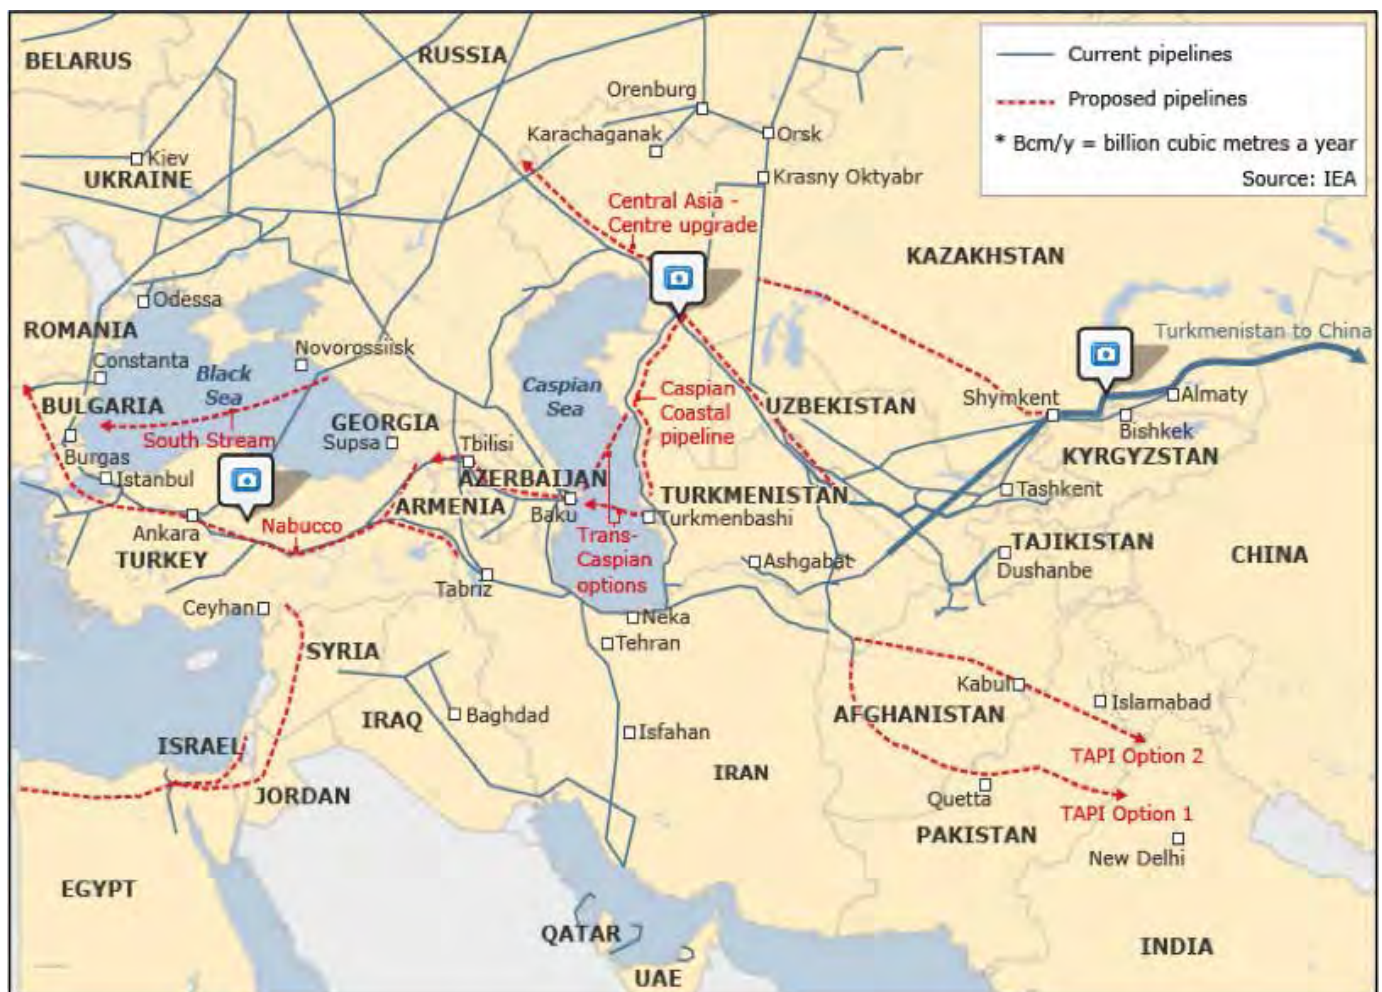 BELARUS
RUSSIA
Current pipelines
Proposed pipelines
* Bcm/y = billion cubic metres a year
Source: IEA
Orenburg
Karachaganak
Orsk
Kiev
UKRAINE
Krasny Oktyabr
Central Asia -
Centre upgrade
KAZAKHSTAN
Odessa
ROMANIA
Constanta
Novorossiisk
Turkmenistan to China
Black
Sea
Caspian
Sea
Caspian
Coastal
pipeline
BULGARIA
South Stream
GEORGIA
Supsa
Tbilisi
UZBEKISTAN
Shymkent
Almaty
Bishkek
KYRGYZSTAN
Burgas
Istanbul
AZERBAIJAN
ARMENIA
Baku
TURKMENISTAN
Turkmenbashi
Tashkent
Ankara
Nabucco
TURKEY
Trans-
Caspian
options
Ashgabat
TAJIKISTAN
Dushanbe
CHINA
Tabriz
Ceyhan
Neka
Tehran
SYRIA
Kabul
Islamabad
IRAQ
Baghdad
Isfahan
AFGHANISTAN
ISRAEL
IRAN
TAPI Option 2
JORDAN
Quetta
TAPI Option 1
PAKISTAN
New Delhi
EGYPT
QATAR
UAE
INDIA